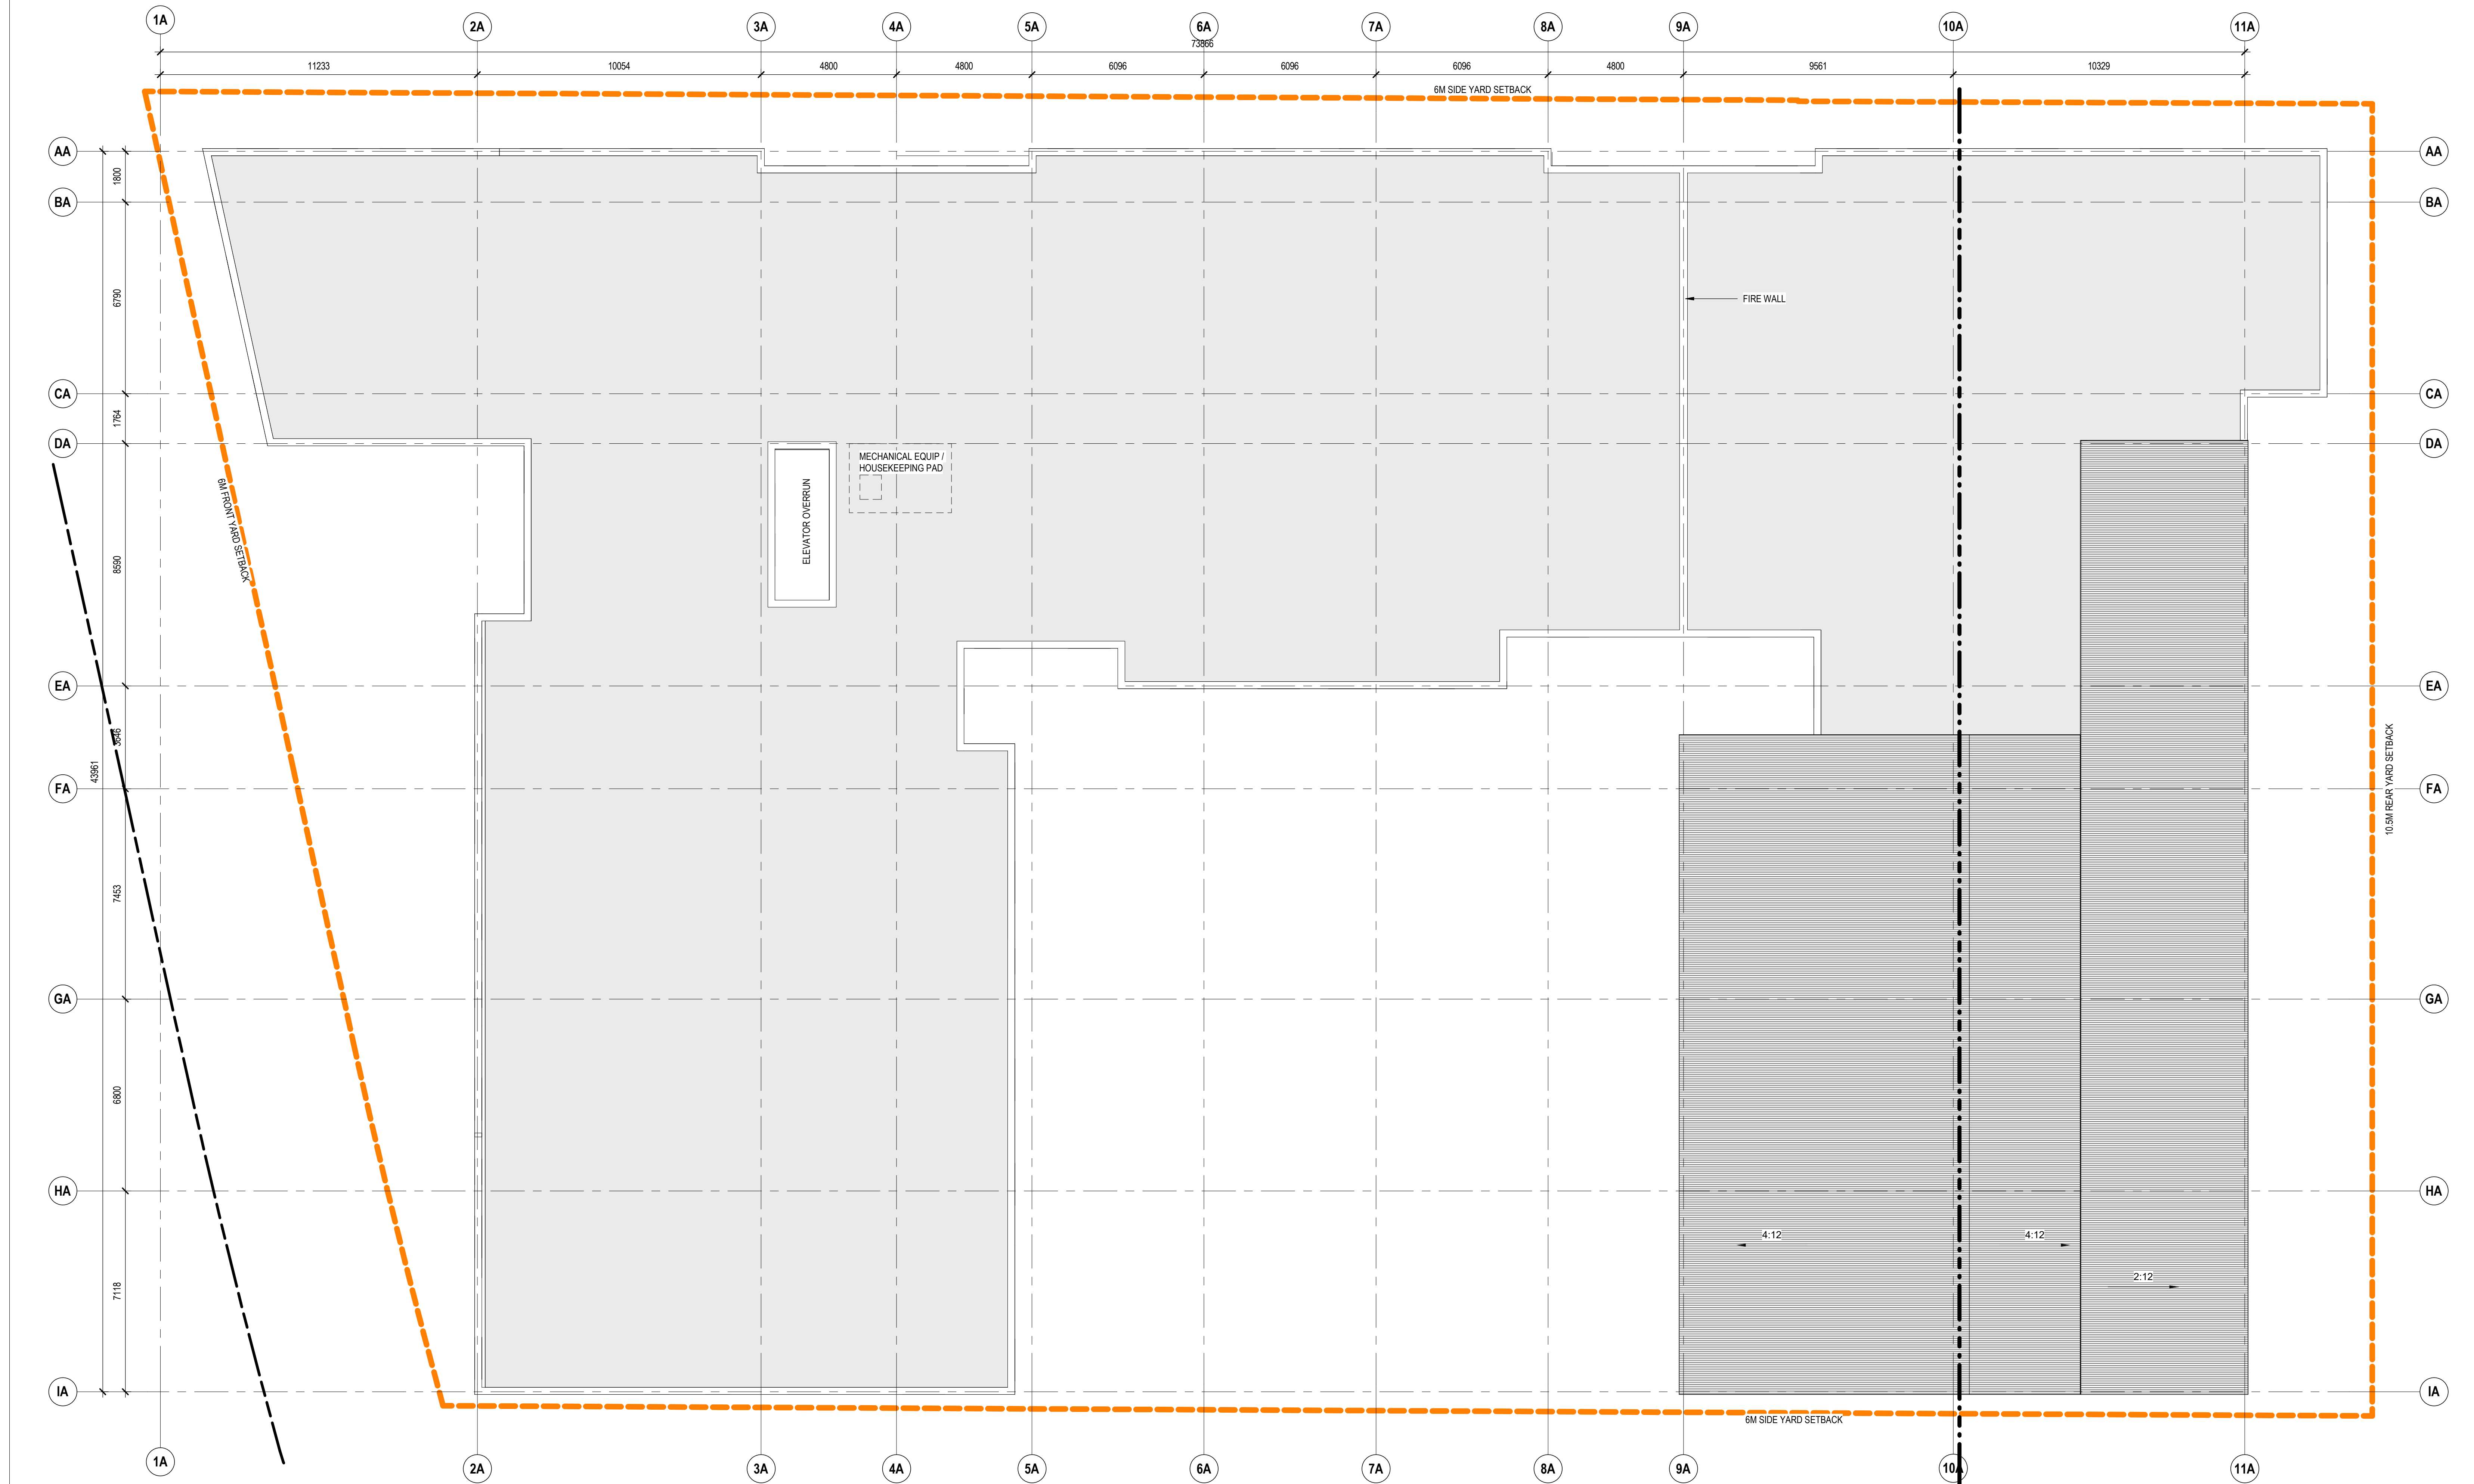 1A
2A
3A
4A
5A
6A
7A
8A
9A
10A
11A
73866
11233
10054
4800
4800
6096
6096
6096
4800
9561
10329
6M SIDE YARD SETBACK
AA
AA
1800
BA
BA
6790
FIRE WALL
CA
CA
1764
DA
DA
MECHANICAL EQUIP /
HOUSEKEEPING PAD
ELEVATOR OVERRUN
6M FRONT YARD SETBACK
8590
EA
EA
3646
43961
10.5M REAR YARD SETBACK
FA
FA
7453
GA
GA
6800
HA
HA
4:12
4:12
2:12
7118
IA
IA
6M SIDE YARD SETBACK
1A
2A
3A
4A
5A
6A
7A
8A
9A
10A
11A